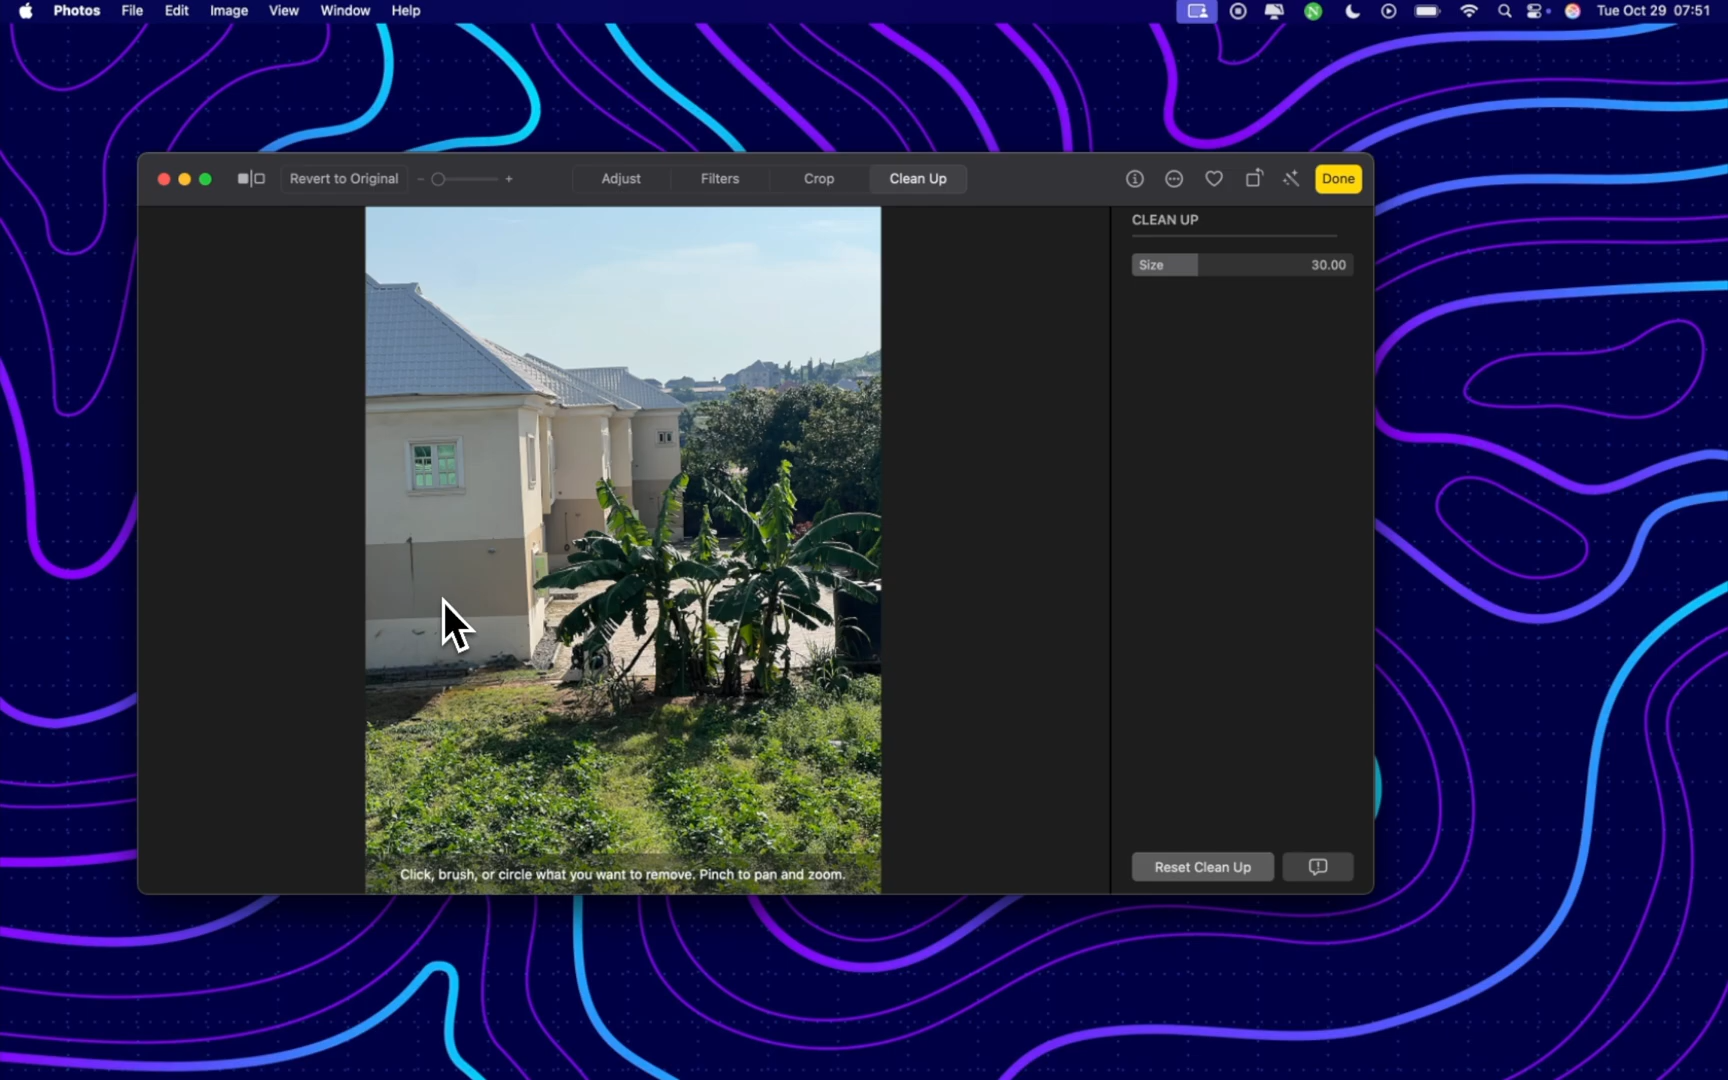 Photos File Edit Image View Window Help Tue Oct 29 07:51
Revert to Original - + Adjust Filters Crop Clean Up Done
CLEAN UP
Size 30.00
Click, brush, or circle what you want to remove. Pinch to pan and zoom.
Reset Clean Up